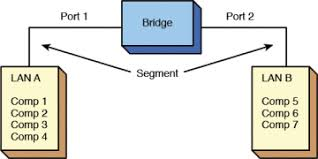 Port 1
Bridge
Port 2
Segment
LAN A
Comp 1
Comp 2
Comp 3
Comp 4
LAN B
Comp 5
Comp 6
Comp 7